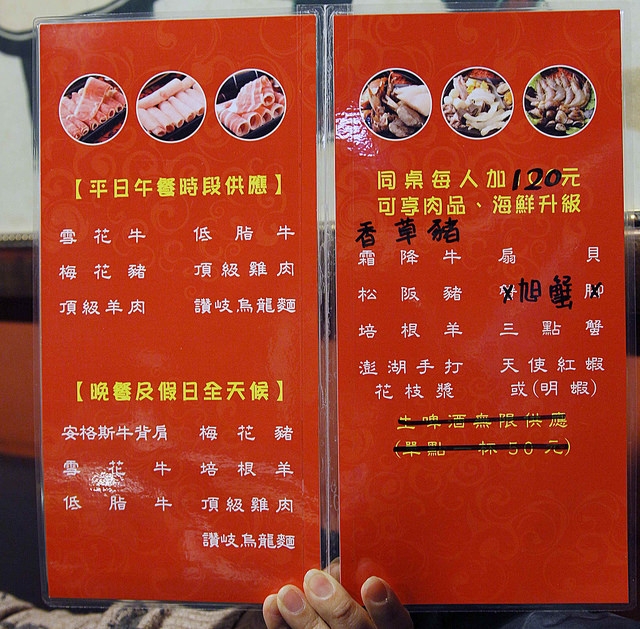 【平日午餐時段供應】
雪花牛 低脂牛
梅花豬 頂級雞肉
頂級羊肉 讚岐烏龍麵
【晚餐及假日全天候】
安格斯牛背肩 梅花豬
雪花牛 培根羊
低脂牛 頂級雞肉
讚岐烏龍麵
同桌每人加120元
可享肉品、海鮮升級
香草豬
霜降牛 扇貝
松阪豬 旭蟹
培根羊 三點蟹
澎湖手打 天使紅蝦
花枝漿 或(明蝦)
生啤酒無限供應
(單點一杯50元)